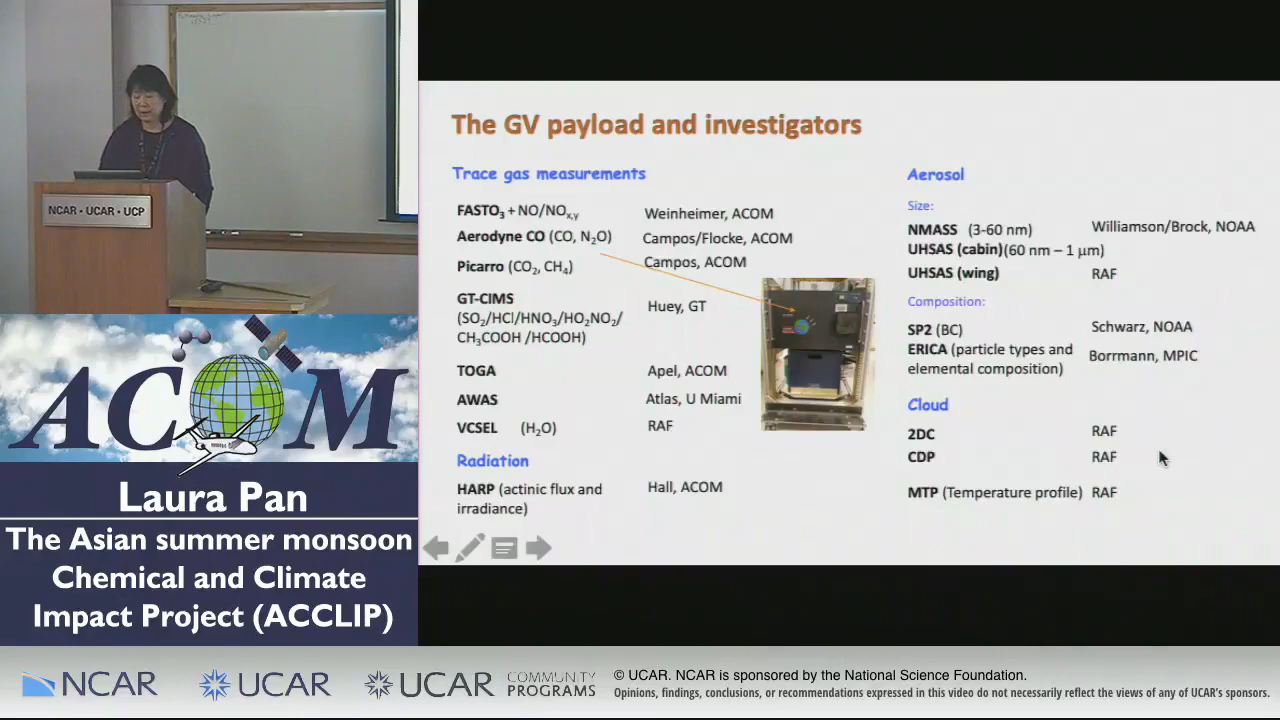 NCAR • UCAR • UCP
ACOM
Laura Pan
The Asian summer monsoon
Chemical and Climate
Impact Project (ACCLIP)
The GV payload and investigators
Trace gas measurements
FASTO₃ + NO/NOₓ,ᵧ Weinheimer, ACOM
Aerodyne CO (CO, N₂O) Campos/Flocke, ACOM
Picarro (CO₂, CH₄) Campos, ACOM
GT-CIMS Huey, GT
(SO₂/HCl/HNO₃/HO₂NO₂/
CH₃COOH /HCOOH)
TOGA Apel, ACOM
AWAS Atlas, U Miami
VCSEL (H₂O) RAF
Radiation
HARP (actinic flux and Hall, ACOM
irradiance)
Aerosol
Size:
NMASS (3-60 nm) Williamson/Brock, NOAA
UHSAS (cabin)(60 nm – 1 µm)
UHSAS (wing) RAF
Composition:
SP2 (BC) Schwarz, NOAA
ERICA (particle types and Borrmann, MPIC
elemental composition)
Cloud
2DC RAF
CDP RAF
MTP (Temperature profile) RAF
NCAR UCAR UCAR COMMUNITY
PROGRAMS
© UCAR. NCAR is sponsored by the National Science Foundation.
Opinions, findings, conclusions, or recommendations expressed in this video do not necessarily reflect the views of any of UCAR's sponsors.